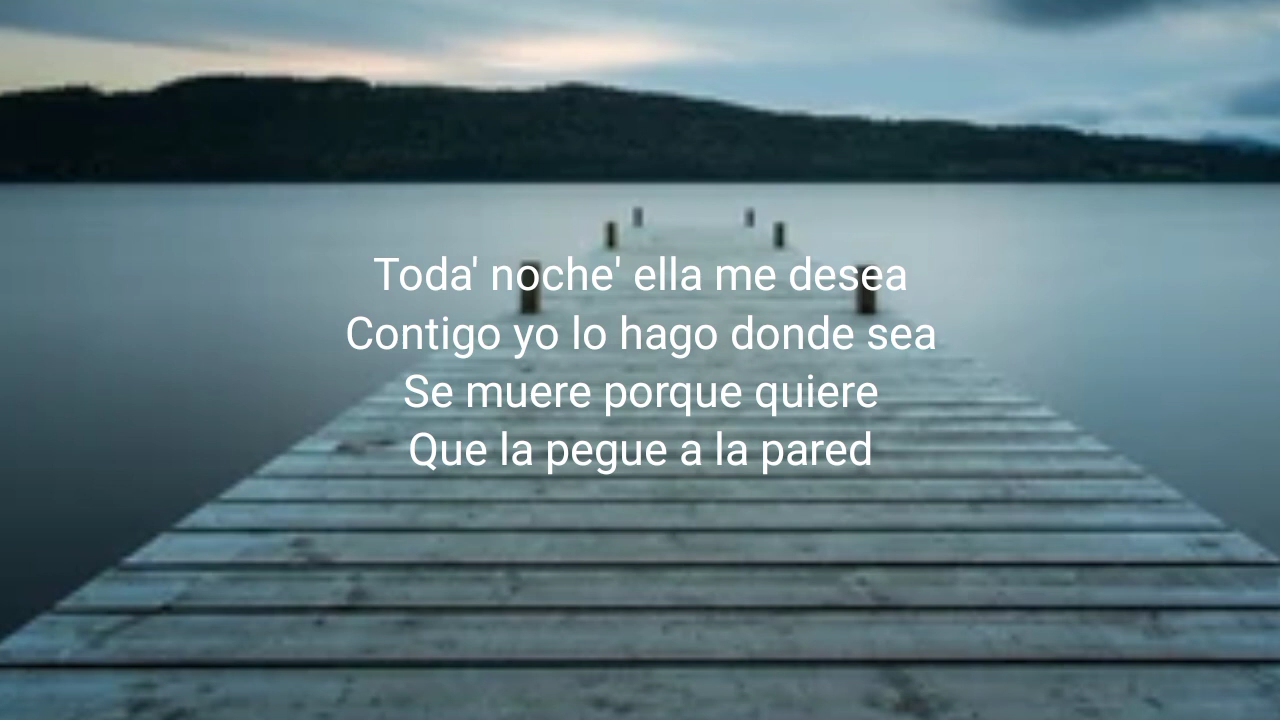 Toda' noche' ella me desea
Contigo yo lo hago donde sea
Se muere porque quiere
Que la pegue a la pared